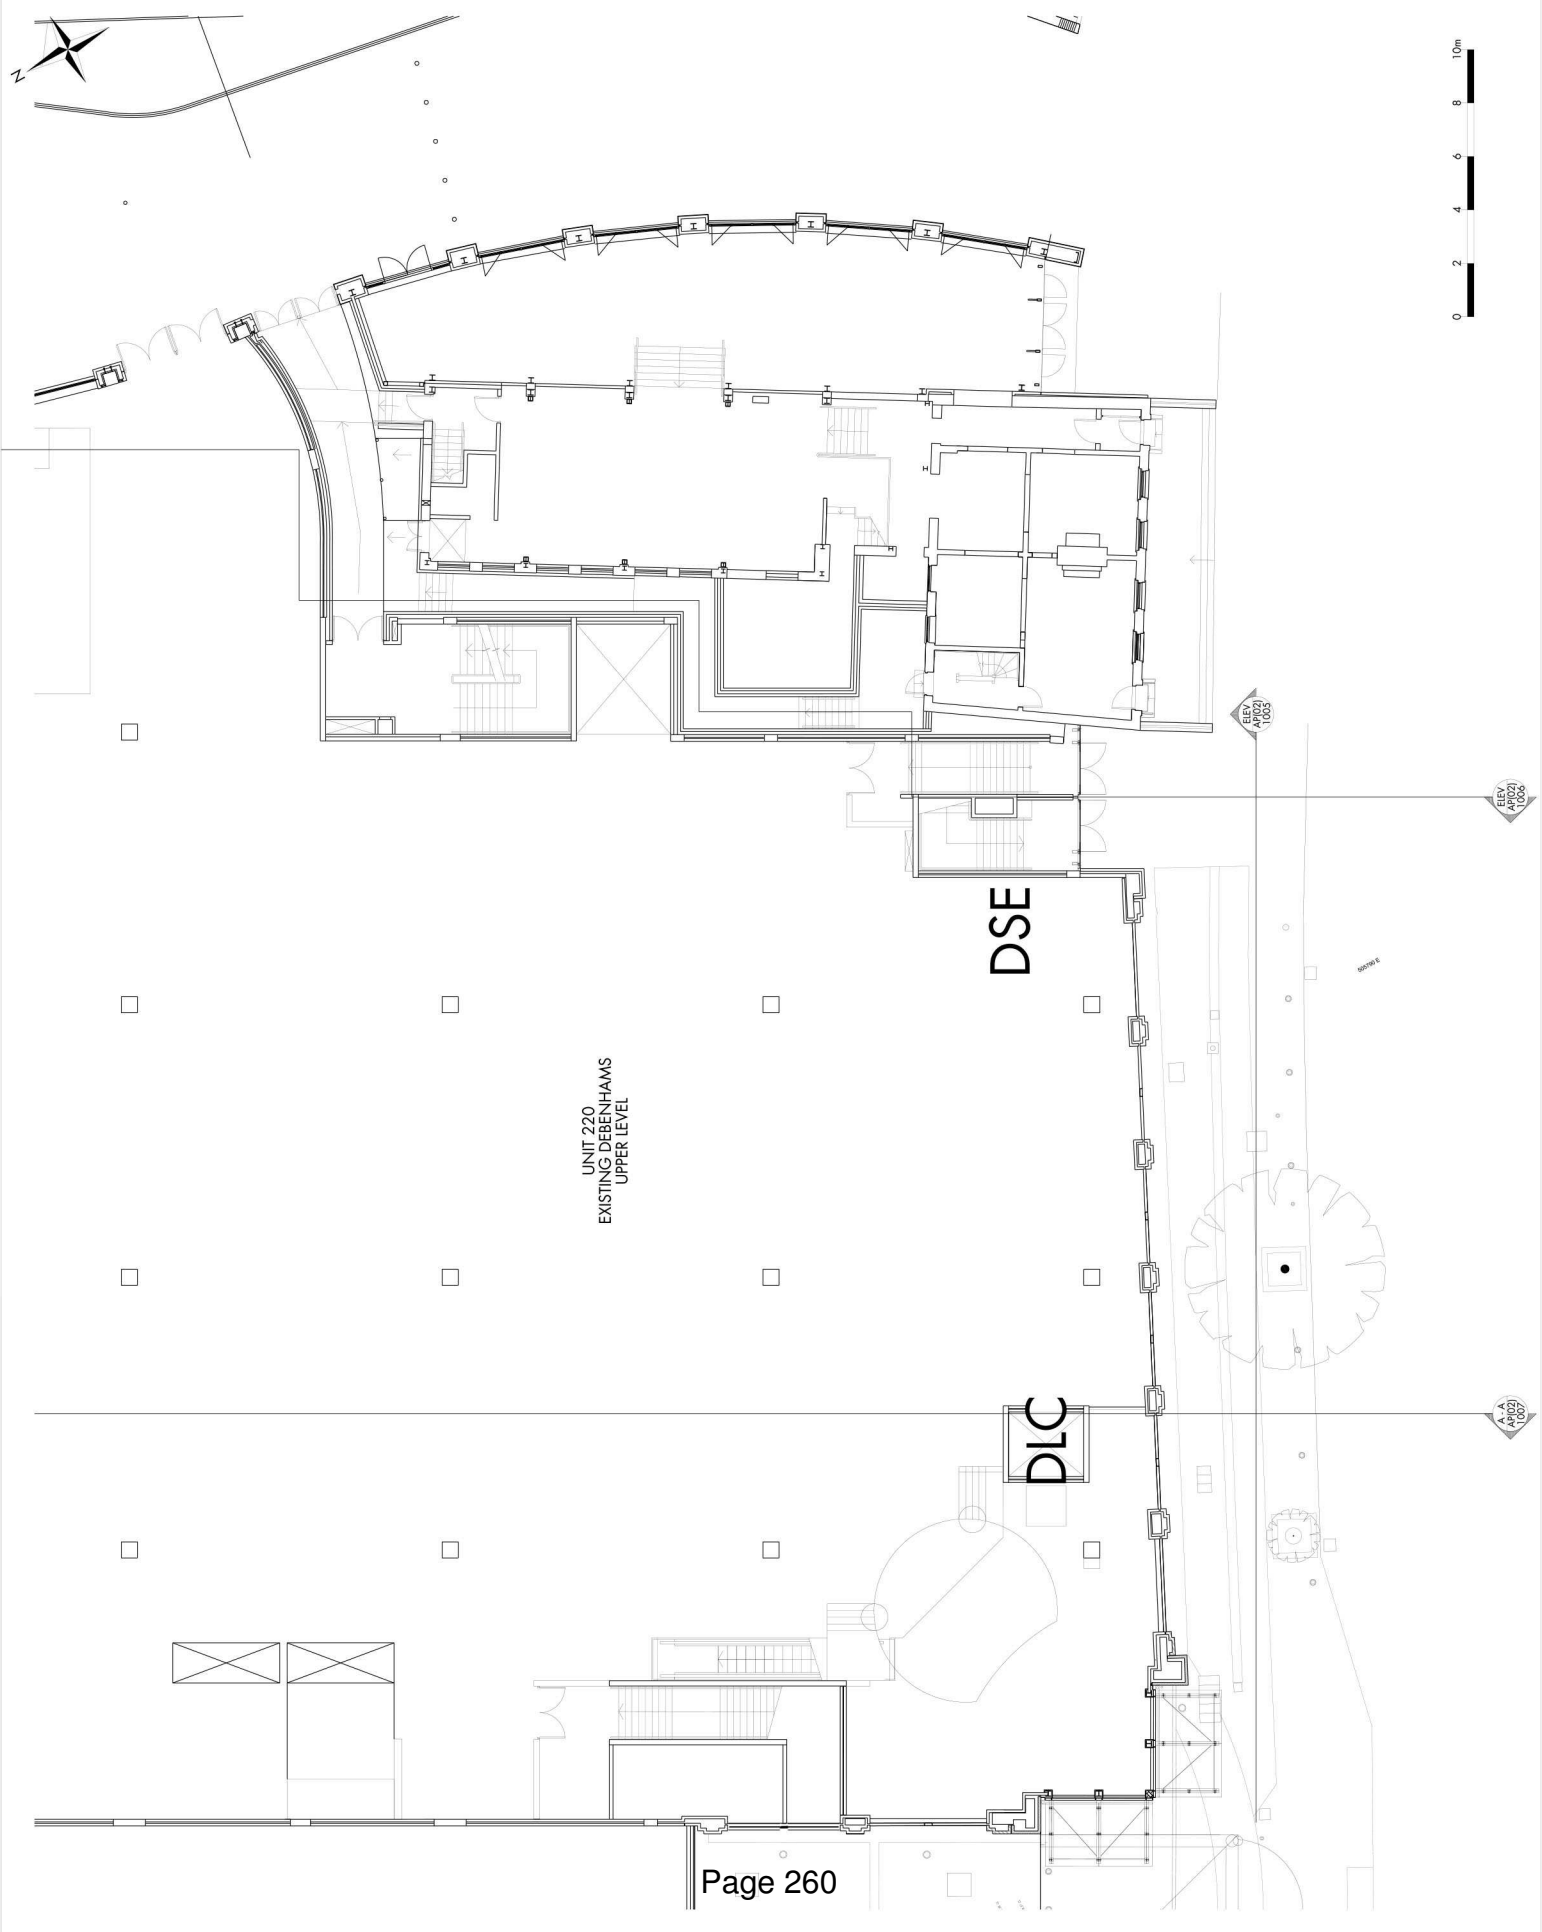 N
10m
8
6
4
2
0
ELEV
AP(02)
1005
ELEV
AP(02)
1006
DSE
505700 E
UNIT 220
EXISTING DEBENHAMS
UPPER LEVEL
DLC
A - A
AP(02)
1007
Page 260